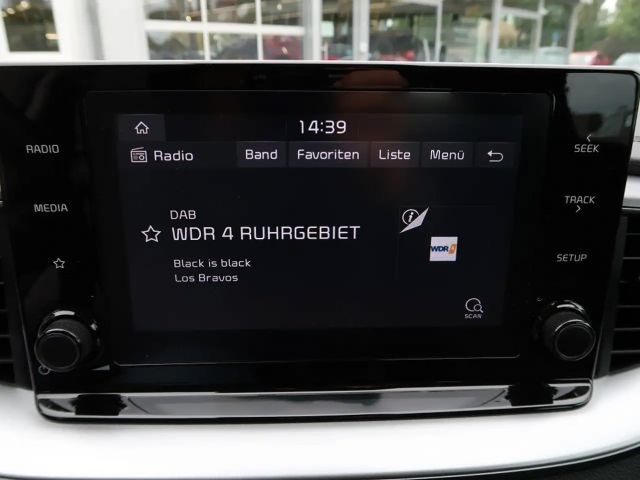 14:39
RADIO
SEEK
Radio
Band
Favoriten
Liste
Menü
MEDIA
TRACK
DAB
WDR 4 RUHRGEBIET
WDR
SETUP
Black is black
Los Bravos
SCAN